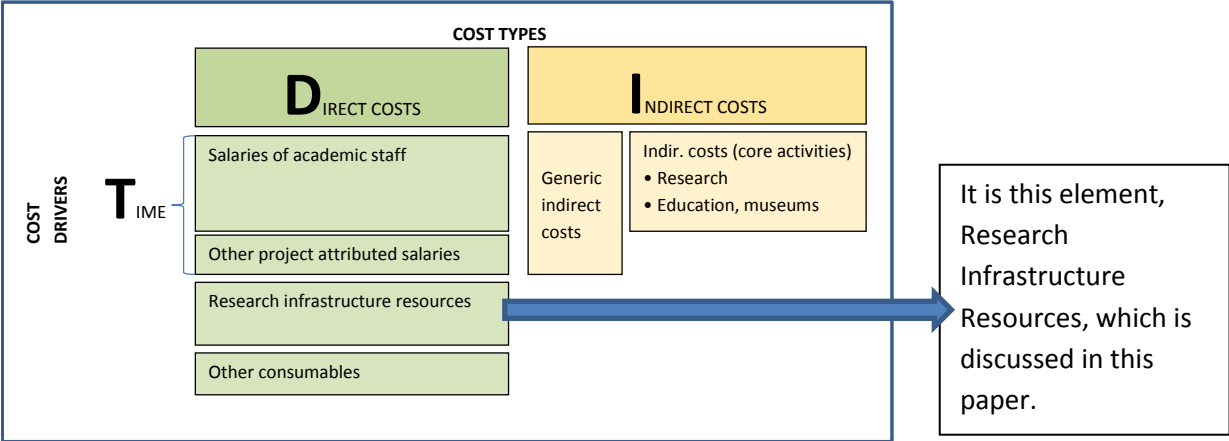 COST TYPES
DIRECT COSTS
INDIRECT COSTS
COST
DRIVERS
TIME
Salaries of academic staff
Other project attributed salaries
Research infrastructure resources
Other consumables
Generic
indirect
costs
Indir. costs (core activities)
• Research
• Education, museums
It is this element,
Research
Infrastructure
Resources, which is
discussed in this
paper.